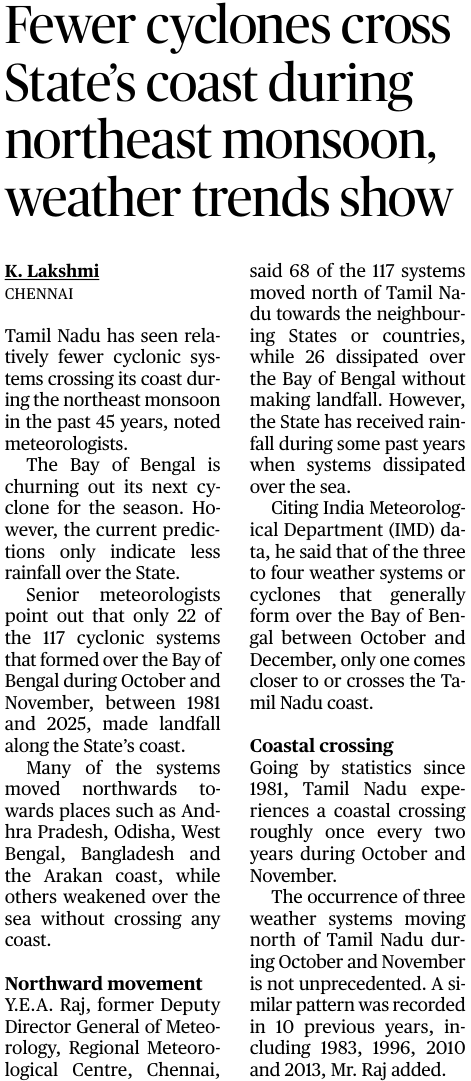 Fewer cyclones cross
State’s coast during
northeast monsoon,
weather trends show
K. Lakshmi
CHENNAI
Tamil Nadu has seen rela-
tively fewer cyclonic sys-
tems crossing its coast dur-
ing the northeast monsoon
in the past 45 years, noted
meteorologists.
The Bay of Bengal is
churning out its next cy-
clone for the season. Ho-
wever, the current predic-
tions only indicate less
rainfall over the State.
Senior meteorologists
point out that only 22 of
the 117 cyclonic systems
that formed over the Bay of
Bengal during October and
November, between 1981
and 2025, made landfall
along the State’s coast.
Many of the systems
moved northwards to-
wards places such as And-
hra Pradesh, Odisha, West
Bengal, Bangladesh and
the Arakan coast, while
others weakened over the
sea without crossing any
coast.
Northward movement
Y.E.A. Raj, former Deputy
Director General of Meteo-
rology, Regional Meteoro-
logical Centre, Chennai,
said 68 of the 117 systems
moved north of Tamil Na-
du towards the neighbour-
ing States or countries,
while 26 dissipated over
the Bay of Bengal without
making landfall. However,
the State has received rain-
fall during some past years
when systems dissipated
over the sea.
Citing India Meteorolog-
ical Department (IMD) da-
ta, he said that of the three
to four weather systems or
cyclones that generally
form over the Bay of Ben-
gal between October and
December, only one comes
closer to or crosses the Ta-
mil Nadu coast.
Coastal crossing
Going by statistics since
1981, Tamil Nadu expe-
riences a coastal crossing
roughly once every two
years during October and
November.
The occurrence of three
weather systems moving
north of Tamil Nadu dur-
ing October and November
is not unprecedented. A si-
milar pattern was recorded
in 10 previous years, in-
cluding 1983, 1996, 2010
and 2013, Mr. Raj added.